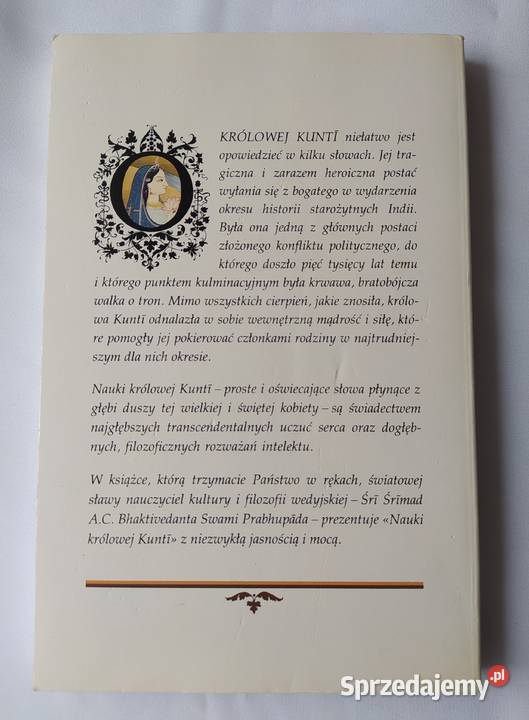 KRÓLOWEJ KUNTĪ niełatwo jest
opowiedzieć w kilku słowach. Jej tra-
giczna i zarazem heroiczna postać
wyłania się z bogatego w wydarzenia
okresu historii starożytnych Indii.
Była ona jedną z głównych postaci
złożonego konfliktu politycznego, do
którego doszło pięć tysięcy lat temu
i którego punktem kulminacyjnym była krwawa, bratobójcza
walka o tron. Mimo wszystkich cierpień, jakie znosiła, królo-
wa Kuntī odnalazła w sobie wewnętrzną mądrość i siłę, któ-
re pomogły jej pokierować członkami rodziny w najtrudniej-
szym dla nich okresie.
Nauki królowej Kuntī – proste i oświecające słowa płynące z
głębi duszy tej wielkiej i świętej kobiety – są świadectwem
najgłębszych transcendentalnych uczuć serca oraz dogłęb-
nych, filozoficznych rozważań intelektu.
W książce, którą trzymacie Państwo w rękach, światowej
sławy nauczyciel kultury i filozofii wedyjskiej – Śrī Śrīmad
A.C. Bhaktivedanta Swami Prabhupāda – prezentuje «Nauki
królowej Kuntī» z niezwykłą jasnością i mocą.
Sprzedajemy.pl